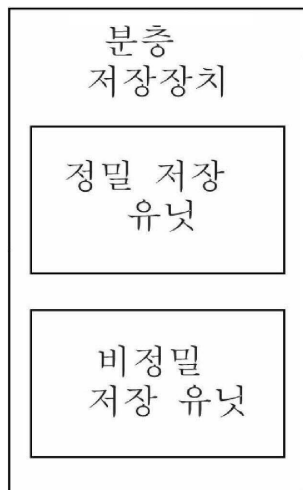 분층
저장장치
정밀 저장
유닛
비정밀
저장 유닛